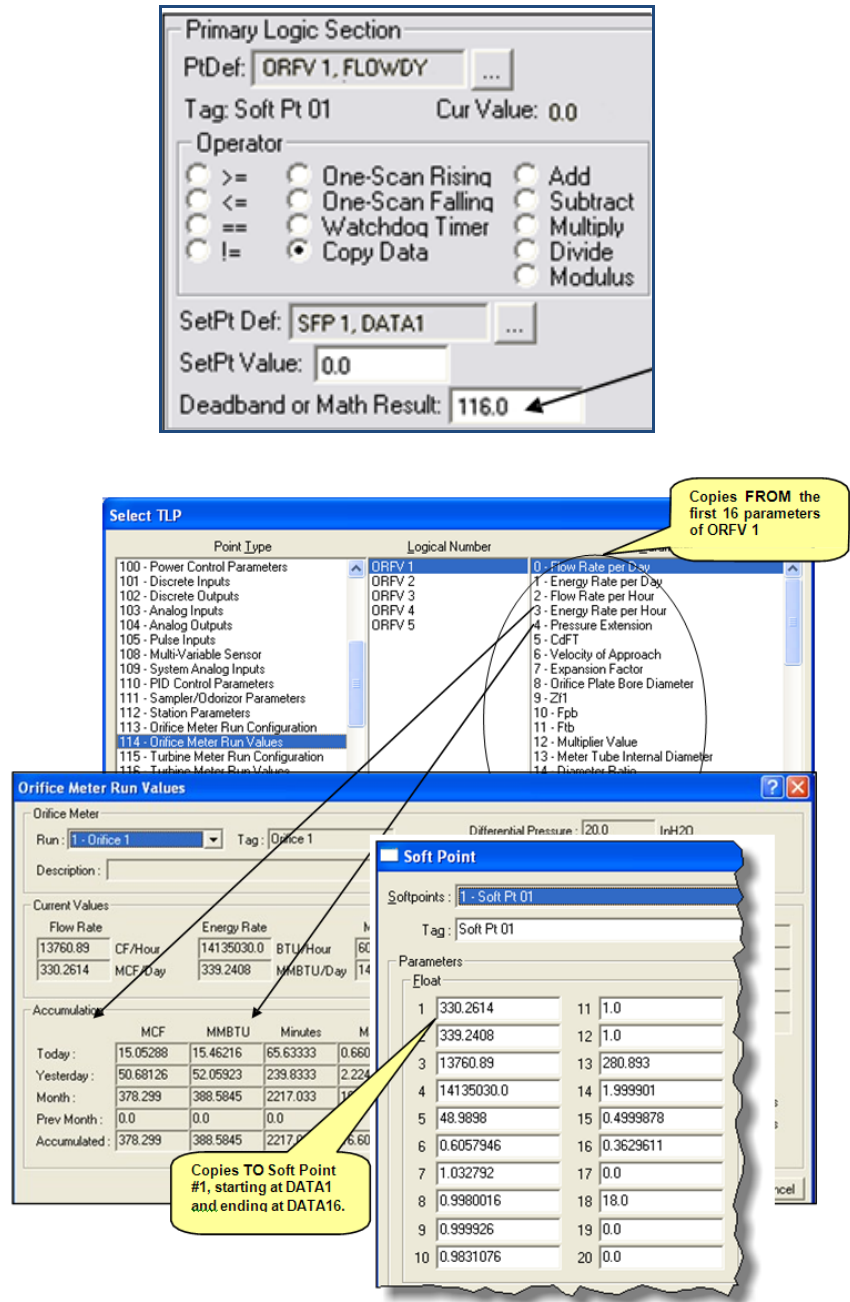 Primary Logic Section
PtDef: ORFV 1, FLOWDY ...
Tag: Soft Pt 01 Cur Value: 0.0
Operator
>= One-Scan Rising Add
<= One-Scan Falling Subtract
== Watchdog Timer Multiply
!= Copy Data Divide
Modulus
SetPt Def: SFP 1, DATA1 ...
SetPt Value: 0.0
Deadband or Math Result: 116.0
Copies FROM the
first 16 parameters
of ORFV 1
Select TLP
Point Type Logical Number
100 - Power Control Parameters
101 - Discrete Inputs
102 - Discrete Outputs
103 - Analog Inputs
104 - Analog Outputs
105 - Pulse Inputs
108 - Multi-Variable Sensor
109 - System Analog Inputs
110 - PID Control Parameters
111 - Sampler/Odorizor Parameters
112 - Station Parameters
113 - Orifice Meter Run Configuration
114 - Orifice Meter Run Values
115 - Turbine Meter Run Configuration
116 - Turbine Meter Run Values
ORFV 1
ORFV 2
ORFV 3
ORFV 4
ORFV 5
0 - Flow Rate per Day
1 - Energy Rate per Day
2 - Flow Rate per Hour
3 - Energy Rate per Hour
4 - Pressure Extension
5 - CdFT
6 - Velocity of Approach
7 - Expansion Factor
8 - Orifice Plate Bore Diameter
9 - Zf1
10 - Fpb
11 - Ftb
12 - Multiplier Value
13 - Meter Tube Internal Diameter
14 - Diameter Ratio
Orifice Meter Run Values
Orifice Meter
Run : 1 - Orifice 1 Tag : Orifice 1 Differential Pressure : 20.0 InH2O
Description :
Current Values
Flow Rate Energy Rate M
13760.89 CF/Hour 14135030.0 BTU/Hour 60
330.2614 MCF/Day 339.2408 MMBTU/Day 14
Accumulation
MCF MMBTU Minutes M
Today : 15.05288 15.46216 65.63333 0.660
Yesterday : 50.68126 52.05923 239.8333 2.224
Month : 378.299 388.5845 2217.033
Prev Month : 0.0 0.0 0.0
Accumulated : 378.299 388.5845 2217.0
ncel
Copies TO Soft Point
#1, starting at DATA1
and ending at DATA16.
Soft Point
Softpoints : 1 - Soft Pt 01
Tag : Soft Pt 01
Parameters
Float
1 330.2614 11 1.0
2 339.2408 12 1.0
3 13760.89 13 280.893
4 14135030.0 14 1.999901
5 48.9898 15 0.4999878
6 0.6057946 16 0.3629611
7 1.032792 17 0.0
8 0.9980016 18 18.0
9 0.999926 19 0.0
10 0.9831076 20 0.0